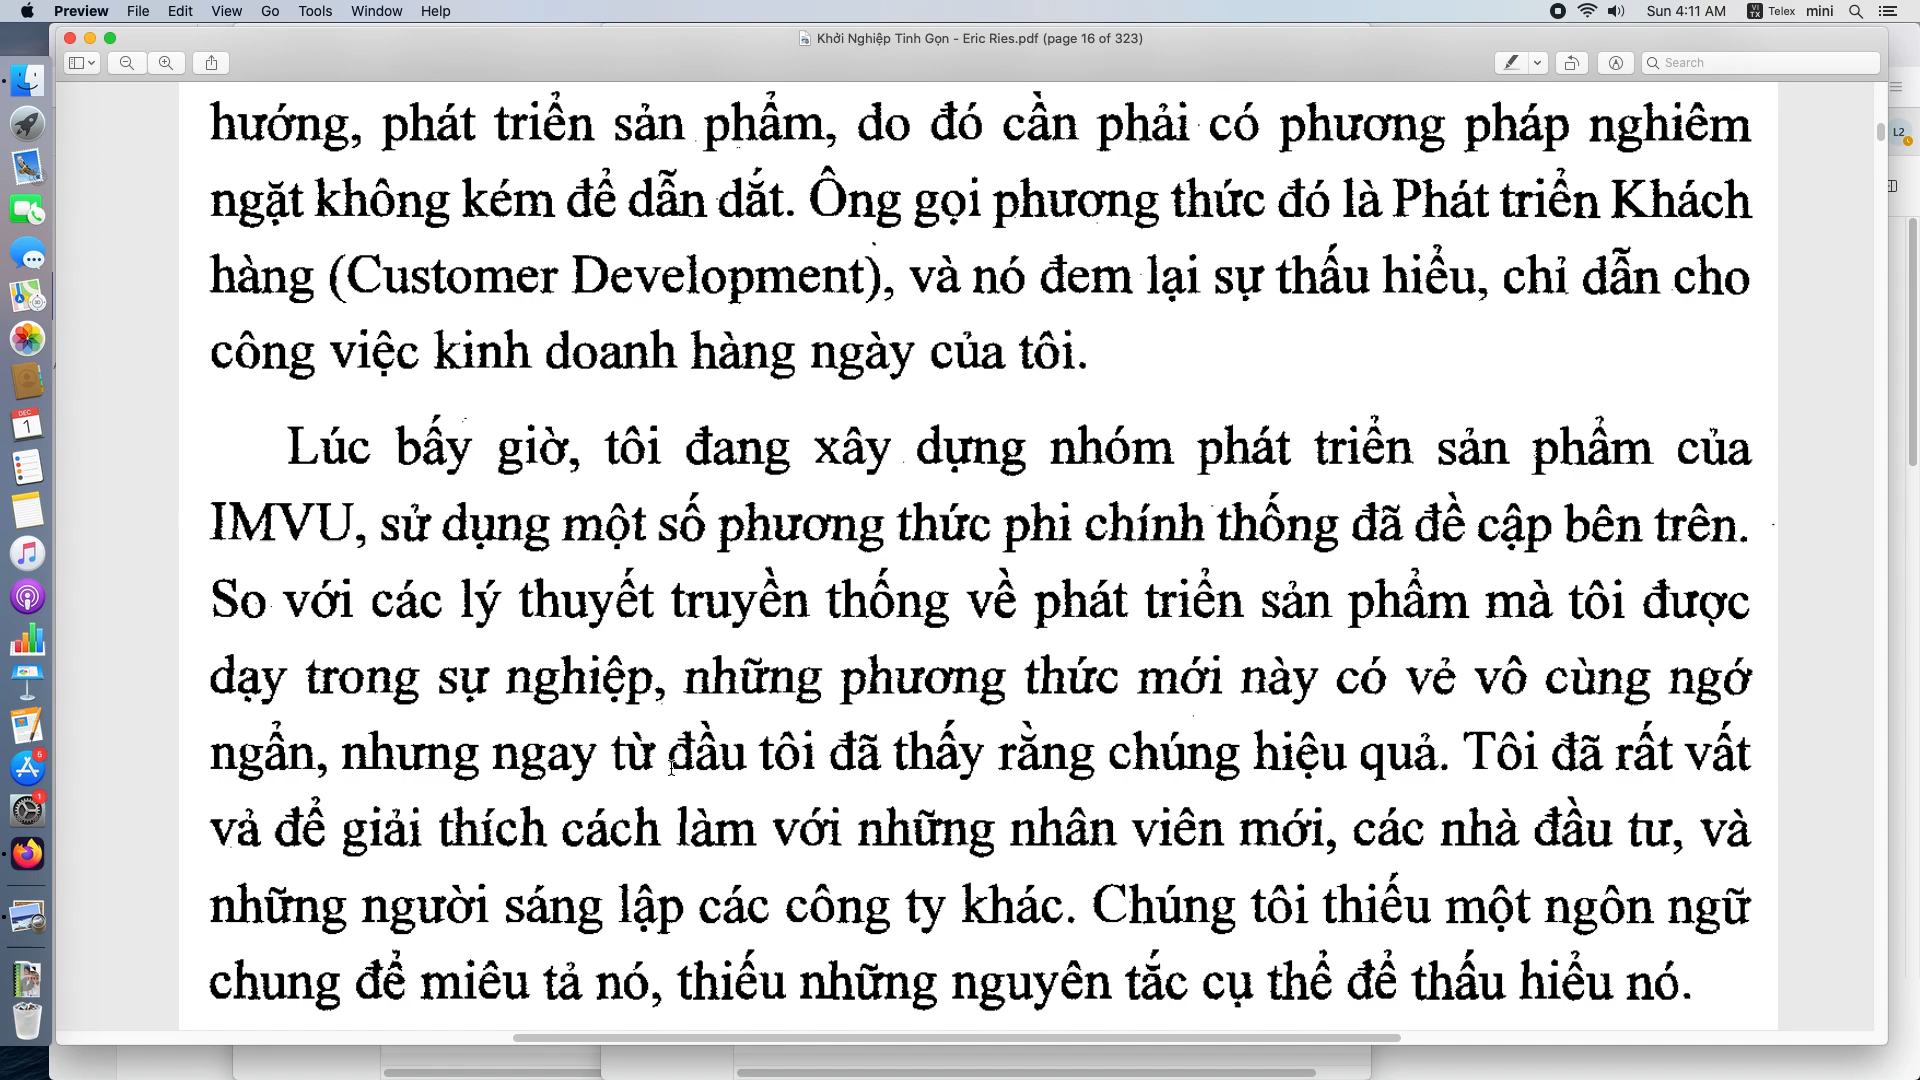 Preview File Edit View Go Tools Window Help
Sun 4:11 AM VI TX Telex mini
Khởi Nghiệp Tinh Gọn - Eric Ries.pdf (page 16 of 323)
Search
hướng, phát triển sản phẩm, do đó cần phải có phương pháp nghiêm
ngặt không kém để dẫn dắt. Ông gọi phương thức đó là Phát triển Khách
hàng (Customer Development), và nó đem lại sự thấu hiểu, chỉ dẫn cho
công việc kinh doanh hàng ngày của tôi.
Lúc bấy giờ, tôi đang xây dựng nhóm phát triển sản phẩm của
IMVU, sử dụng một số phương thức phi chính thống đã đề cập bên trên.
So với các lý thuyết truyền thống về phát triển sản phẩm mà tôi được
dạy trong sự nghiệp, những phương thức mới này có vẻ vô cùng ngớ
ngẩn, nhưng ngay từ đầu tôi đã thấy rằng chúng hiệu quả. Tôi đã rất vất
vả để giải thích cách làm với những nhân viên mới, các nhà đầu tư, và
những người sáng lập các công ty khác. Chúng tôi thiếu một ngôn ngữ
chung để miêu tả nó, thiếu những nguyên tắc cụ thể để thấu hiểu nó.
L2
DEC
1
5
1